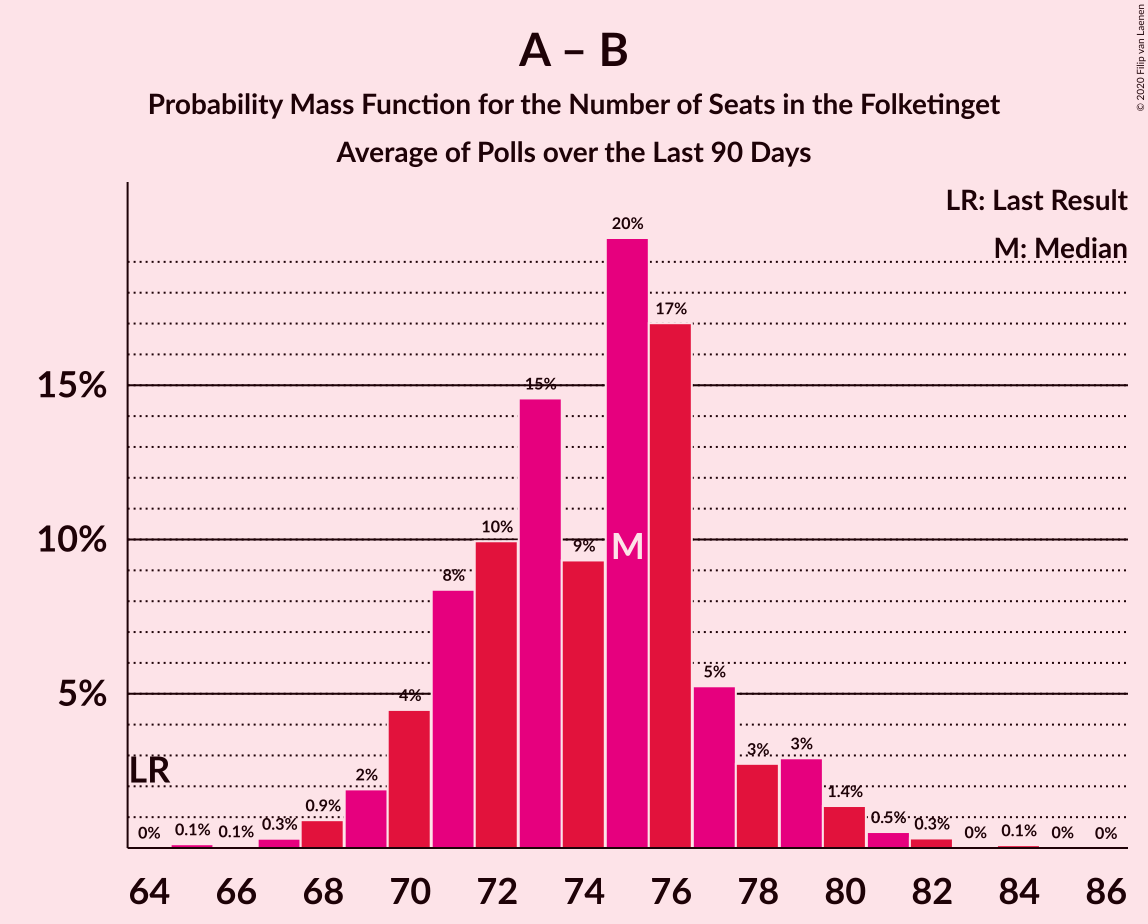 A – B
Probability Mass Function for the Number of Seats in the Folketinget
Average of Polls over the Last 90 Days
© 2020 Filip van Laenen
LR: Last Result
M: Median
15%
10%
5%
LR
M
0%
0.1%
0.1%
0.3%
0.9%
2%
4%
8%
10%
15%
9%
20%
17%
5%
3%
3%
1.4%
0.5%
0.3%
0%
0.1%
0%
0%
64 66 68 70 72 74 76 78 80 82 84 86